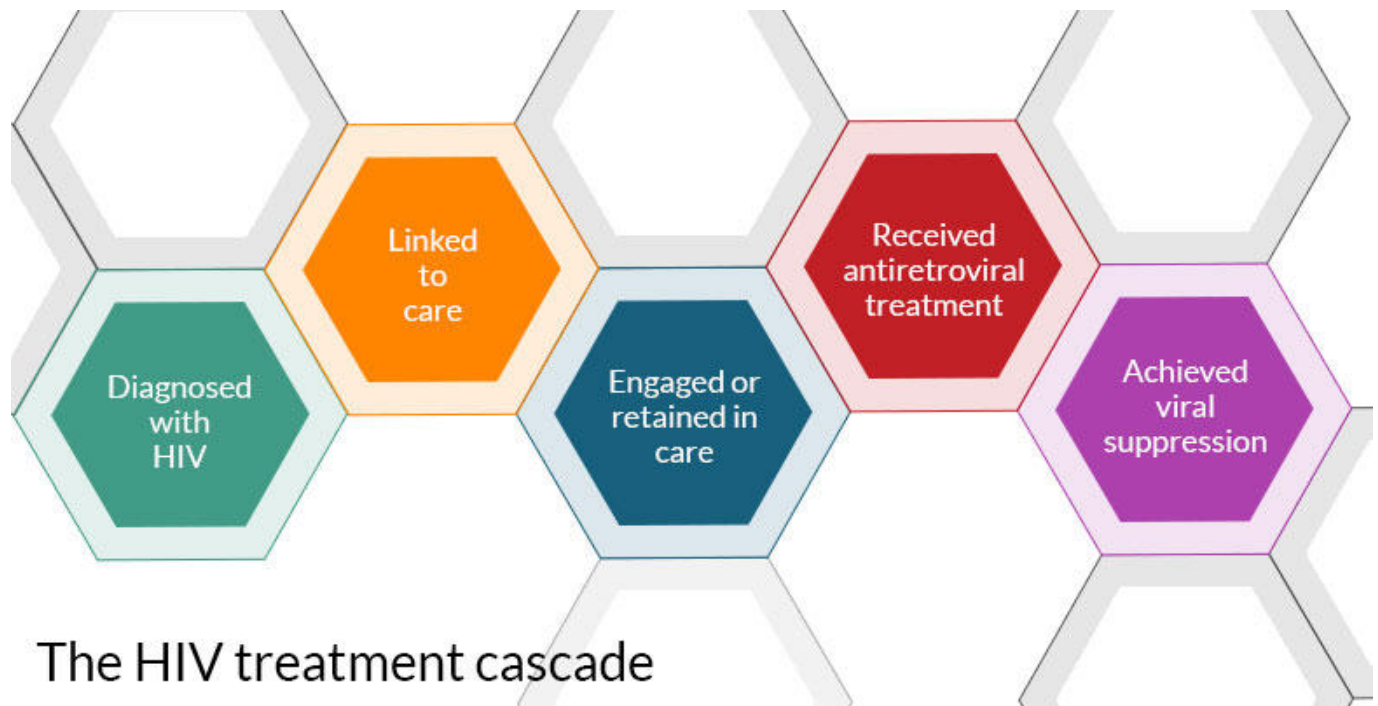 Diagnosed
with
HIV
Linked
to
care
Engaged or
retained in
care
Received
antiretroviral
treatment
Achieved
viral
suppression
The HIV treatment cascade